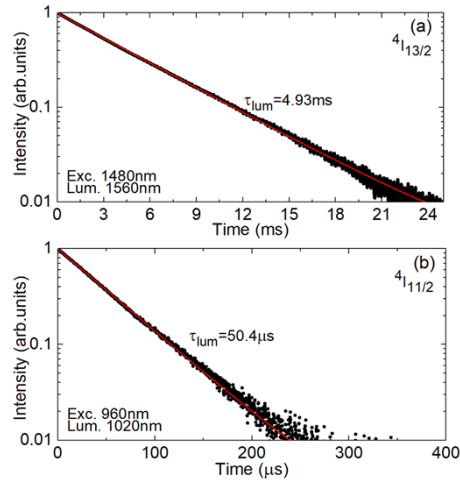 1
(a)
⁴I₁₃/₂
0.1
τlum=4.93ms
Intensity (arb.units)
Exc. 1480nm
Lum. 1560nm
0.01
0 3 6 9 12 15 18 21 24
Time (ms)
1
(b)
⁴I₁₁/₂
τlum=50.4μs
0.1
Intensity (arb.units)
Exc. 960nm
Lum. 1020nm
0.01
0 100 200 300 400
Time (μs)